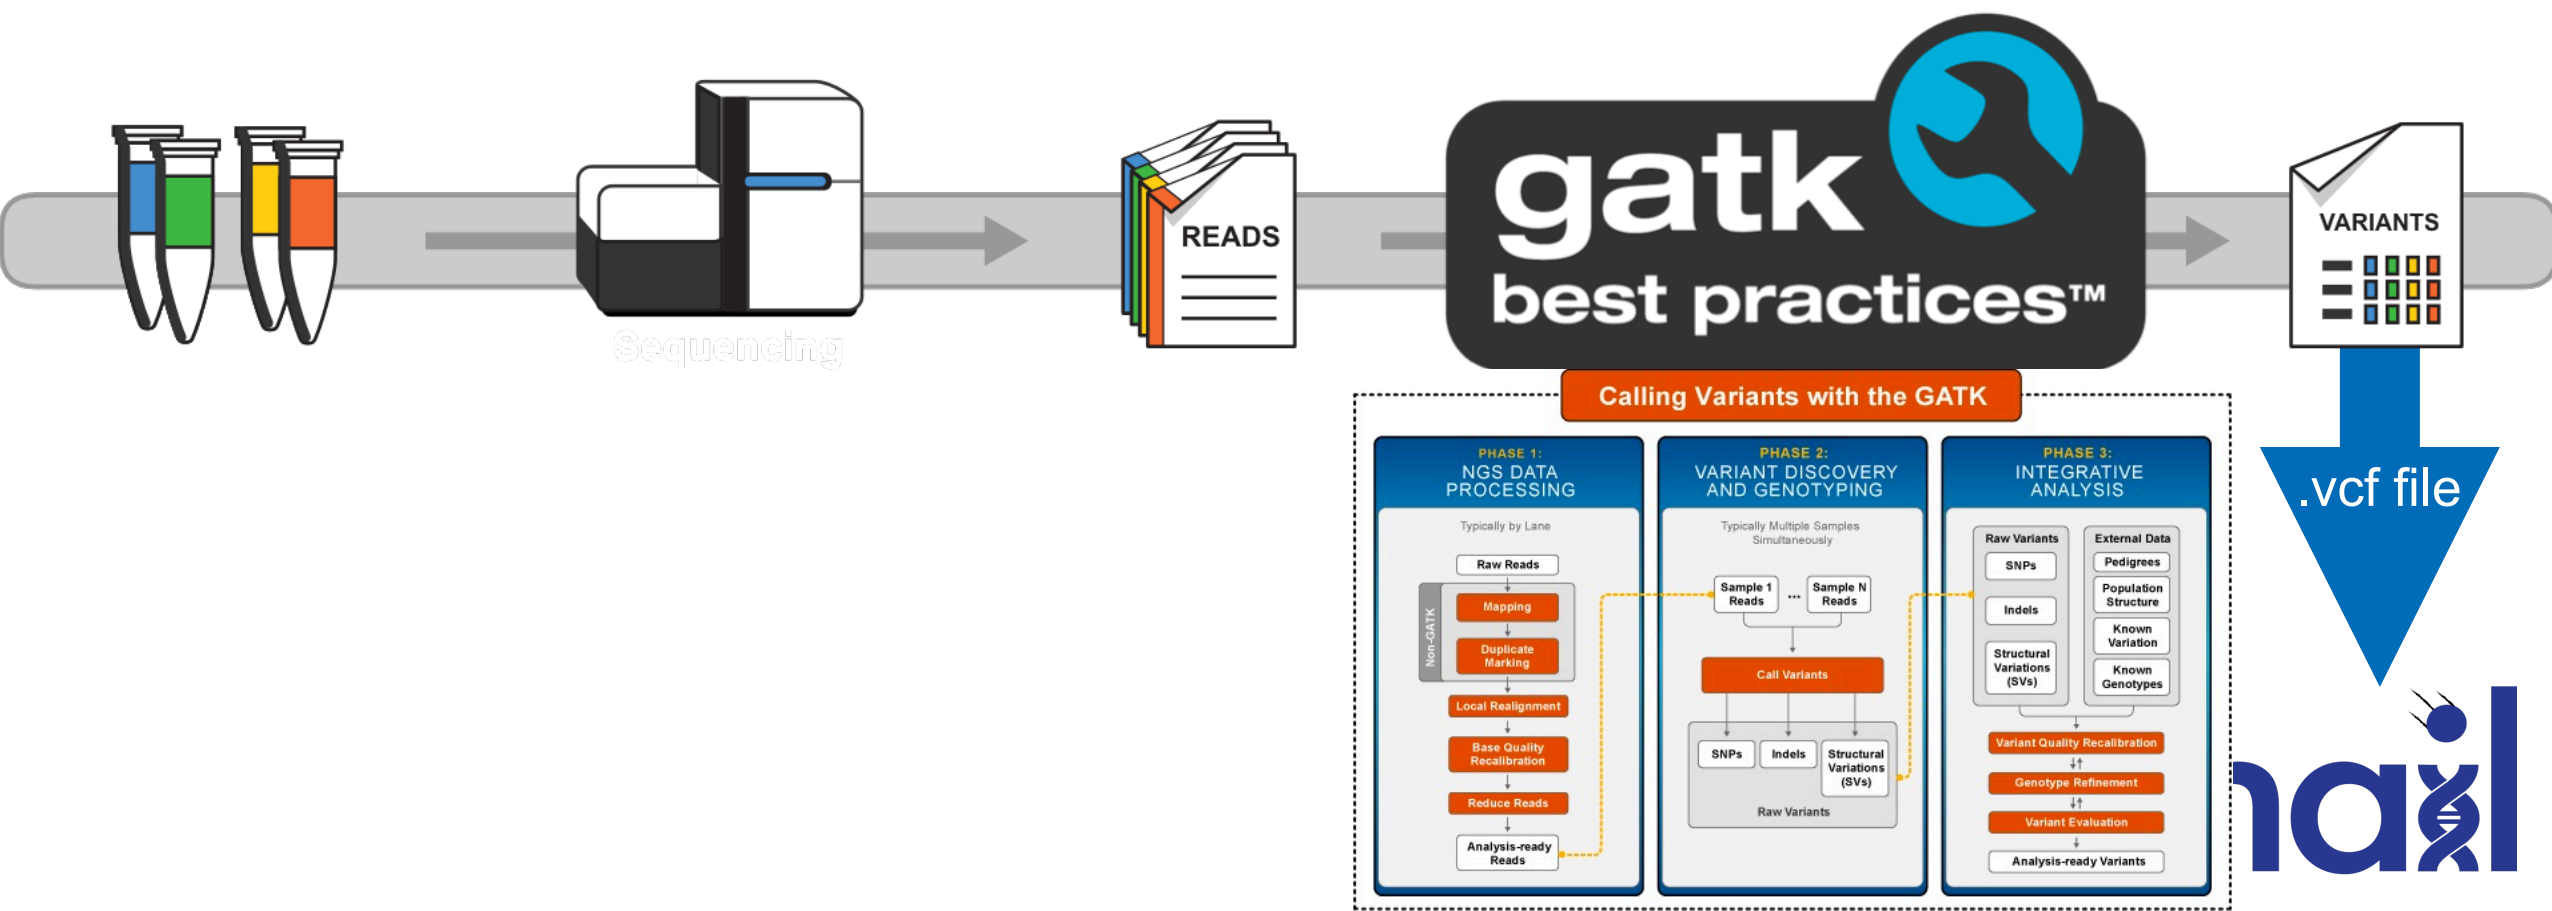 gatk
best practices™
READS
VARIANTS
Sequencing
Calling Variants with the GATK
.vcf file
PHASE 1:
NGS DATA
PROCESSING
Typically by Lane
Raw Reads
Non-GATK
Mapping
Duplicate
Marking
Local Realignment
Base Quality
Recalibration
Reduce Reads
Analysis-ready
Reads
PHASE 2:
VARIANT DISCOVERY
AND GENOTYPING
Typically Multiple Samples
Simultaneously
Sample 1
Reads
...
Sample N
Reads
Call Variants
SNPs
Indels
Structural
Variations
(SVs)
Raw Variants
PHASE 3:
INTEGRATIVE
ANALYSIS
Raw Variants
SNPs
Indels
Structural
Variations
(SVs)
External Data
Pedigrees
Population
Structure
Known
Variation
Known
Genotypes
Variant Quality Recalibration
Genotype Refinement
Variant Evaluation
Analysis-ready Variants